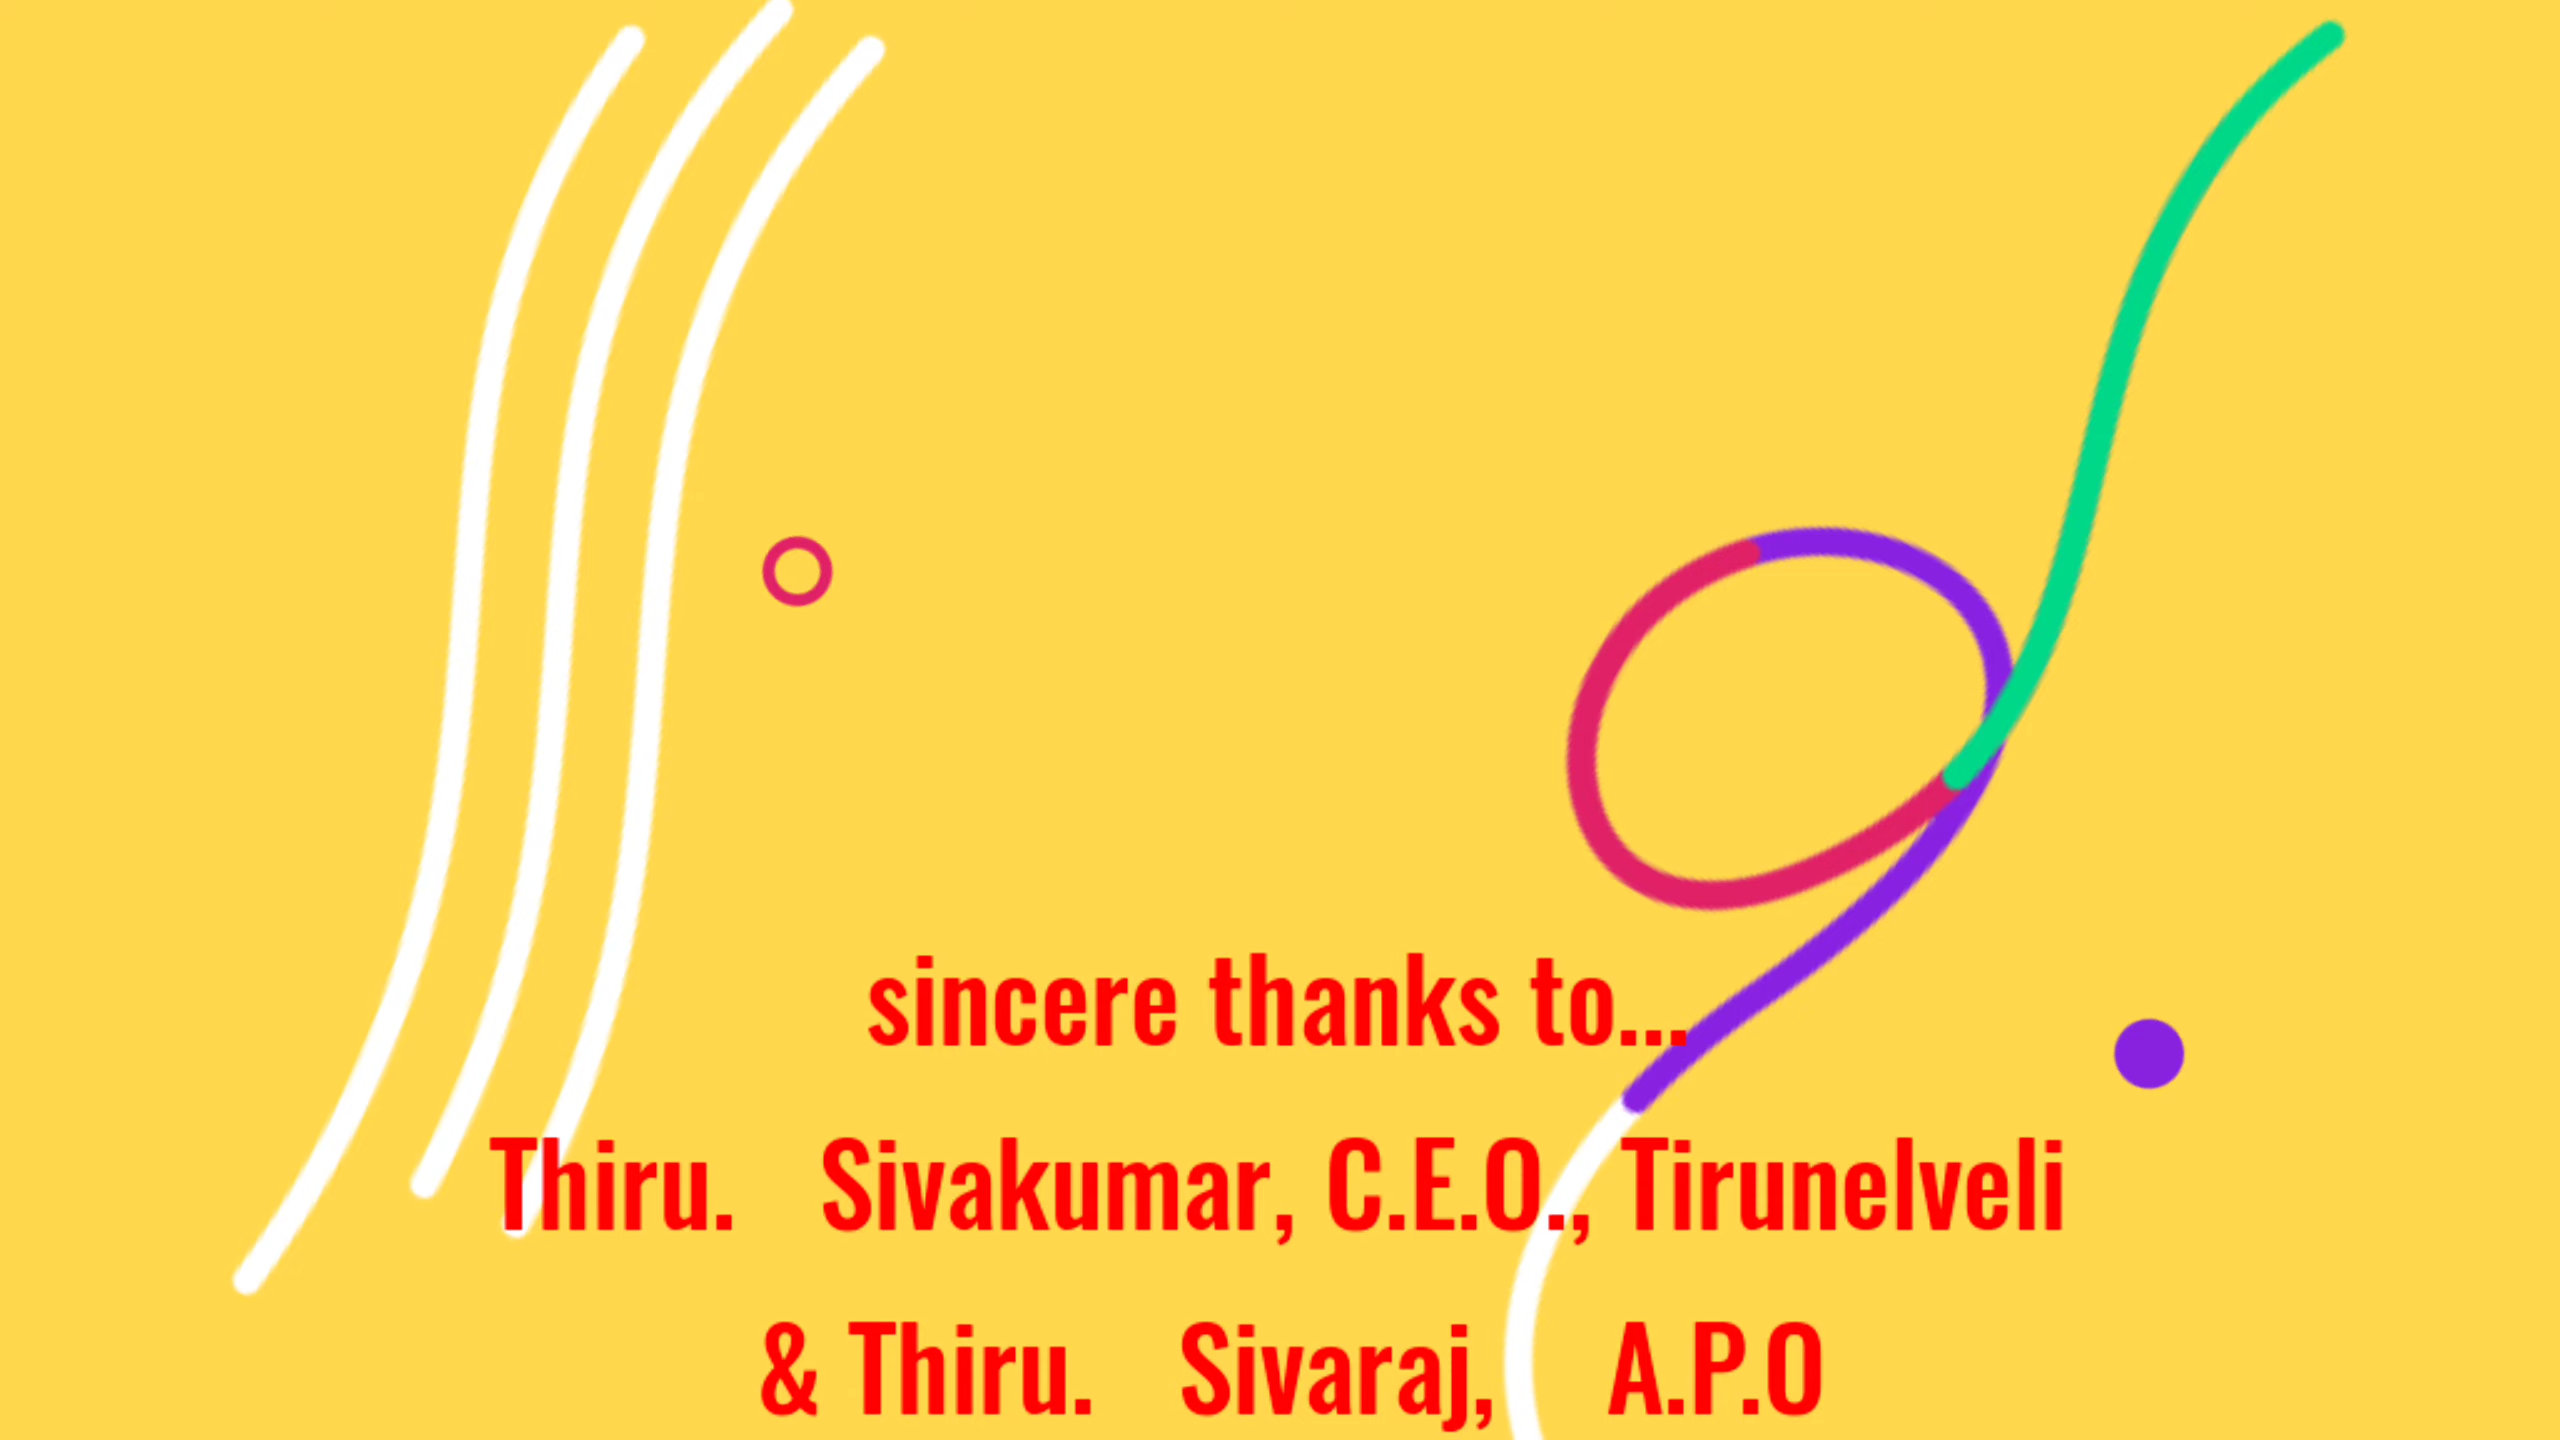 sincere thanks to...
Thiru. Sivakumar, C.E.O., Tirunelveli
& Thiru. Sivaraj, A.P.O